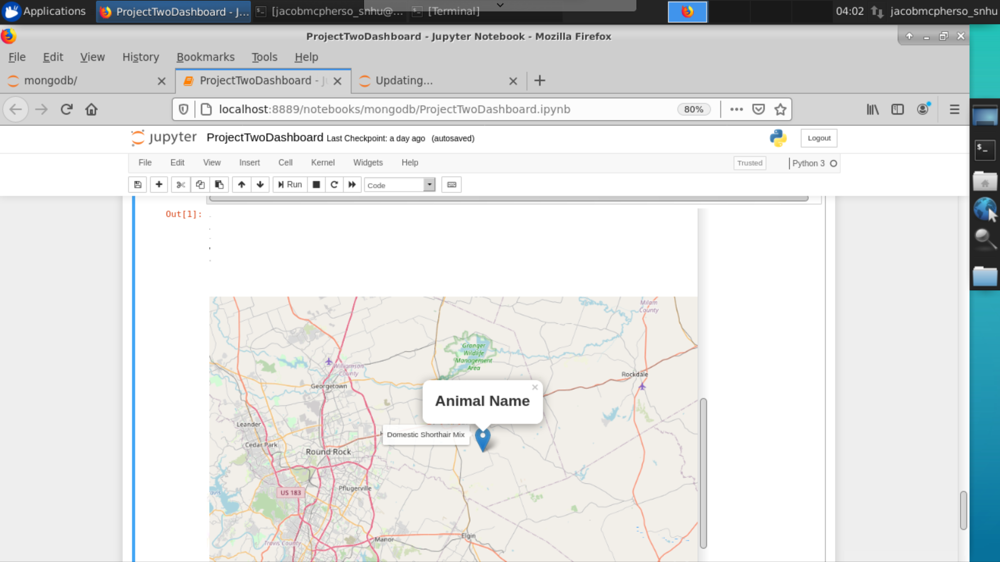 Applications
ProjectTwoDashboard - J...
[jacobmcpherso_snhu@...
[Terminal]
04:02
jacobmcpherso_snhu
ProjectTwoDashboard - Jupyter Notebook - Mozilla Firefox
File Edit View History Bookmarks Tools Help
mongodb/
ProjectTwoDashboard -
Updating...
localhost:8889/notebooks/mongodb/ProjectTwoDashboard.ipynb
80%
jupyter ProjectTwoDashboard Last Checkpoint: a day ago (autosaved)
Logout
File Edit View Insert Cell Kernel Widgets Help
Trusted
Python 3
Run
Code
Out[1]:
Milam
County
Granger
Wildlife
Management
Area
Williamson
County
Rockdale
Georgetown
Animal Name
×
Leander
Domestic Shorthair Mix
Cedar Park
Round Rock
Pflugerville
US 183
Elgin
Manor
Travis County